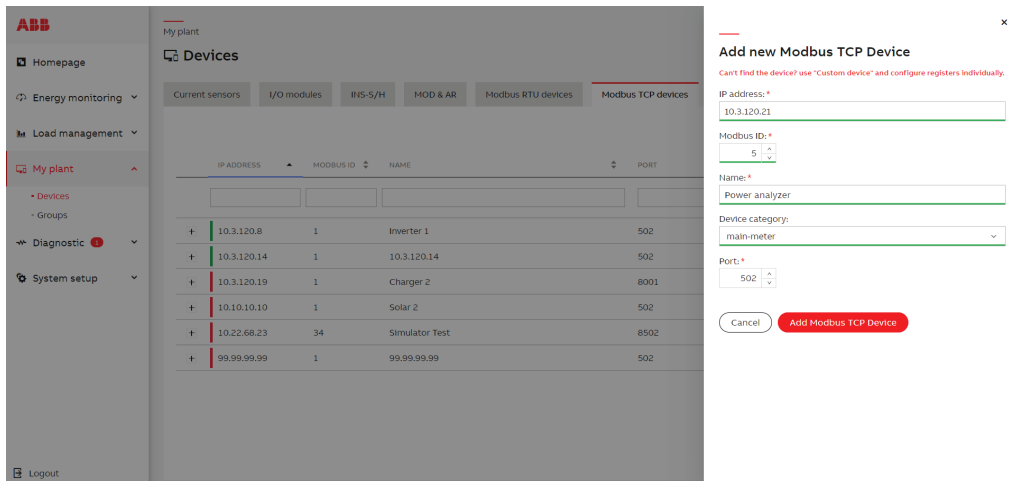 ABB
Homepage
Energy monitoring
Load management
My plant
• Devices
- Groups
Diagnostic 1
System setup
Logout
My plant
Devices
Current sensors I/O modules INS-S/H MOD & AR Modbus RTU devices Modbus TCP devices
IP ADDRESS MODBUS ID NAME PORT
+ 10.3.120.8 1 Inverter 1 502
+ 10.3.120.14 1 10.3.120.14 502
+ 10.3.120.19 1 Charger 2 8001
+ 10.10.10.10 1 Solar 2 502
+ 10.22.68.23 34 Simulator Test 8502
+ 99.99.99.99 1 99.99.99.99 502
×
Add new Modbus TCP Device
Can't find the device? use "Custom device" and configure registers individually.
IP address: *
10.3.120.21
Modbus ID: *
5
Name: *
Power analyzer
Device category:
main-meter
Port: *
502
Cancel Add Modbus TCP Device